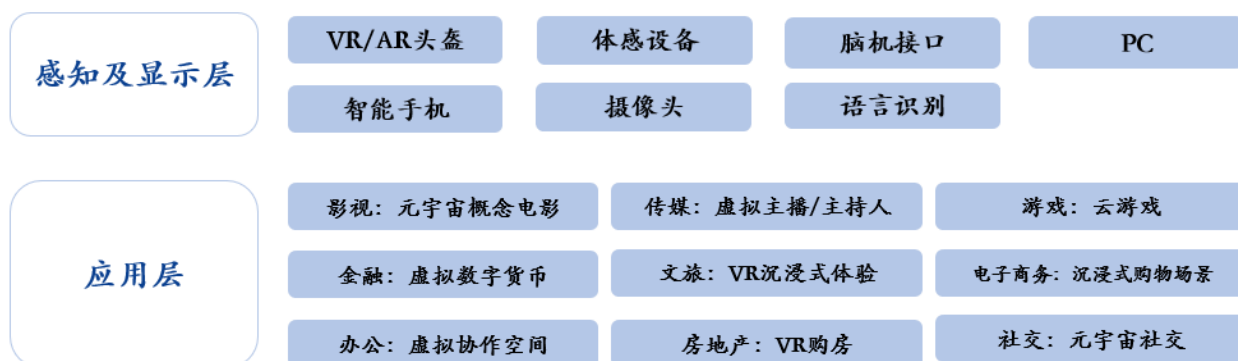 感知及显示层
VR/AR头盔
体感设备
脑机接口
PC
智能手机
摄像头
语言识别
应用层
影视：元宇宙概念电影
传媒：虚拟主播/主持人
游戏：云游戏
金融：虚拟数字货币
文旅：VR沉浸式体验
电子商务：沉浸式购物场景
办公：虚拟协作空间
房地产：VR购房
社交：元宇宙社交